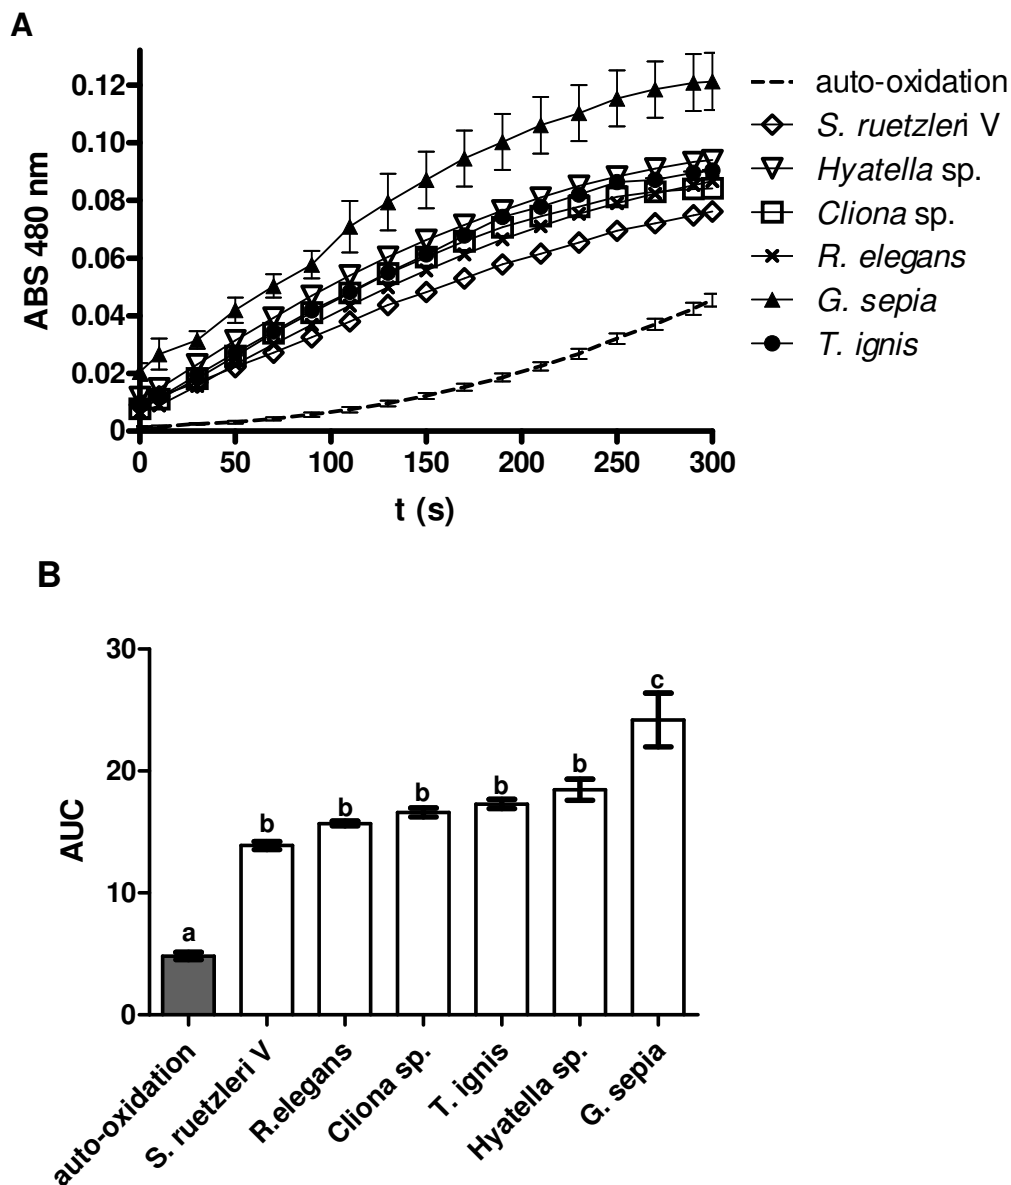 A
ABS 480 nm
0.12
0.10
0.08
0.06
0.04
0.02
0
0 50 100 150 200 250 300
t (s)
auto-oxidation
S. ruetzleri V
Hyatella sp.
Cliona sp.
R. elegans
G. sepia
T. ignis
B
AUC
30
20
10
0
a
b
b
b
b
b
c
auto-oxidation
S. ruetzleri V
R.elegans
Cliona sp.
T. ignis
Hyatella sp.
G. sepia